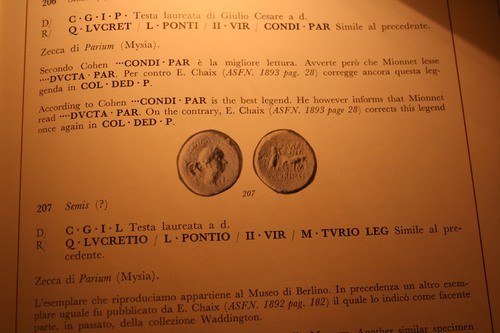 206
D/ C · G · I · P · Testa laureata di Giulio Cesare a d.
R/ Q · LVCRET / L · PONTI / II · VIR / CONDI · PAR Simile al precedente.
Zecca di Parium (Mysia).
Secondo Cohen ····CONDI · PAR è la migliore lettura. Avverte però che Mionnet lesse
····DVCTA · PAR. Per contro E. Chaix (ASFN. 1893 pag. 28) corregge ancora questa leg-
genda in COL · DED · P.
According to Cohen ····CONDI · PAR is the best legend. He however informs that Mionnet
read ····DVCTA · PAR. On the contrary, E. Chaix (ASFN. 1893 page 28) corrects this legend
once again in COL · DED · P.
207
207 Semis (?)
D/ C · G · I · L Testa laureata a d.
R/ Q · LVCRETIO / L · PONTIO / II · VIR / M · TVRIO LEG Simile al pre-
cedente.
Zecca di Parium (Mysia).
L'esemplare che riproduciamo appartiene al Museo di Berlino. In precedenza un altro esem-
plare uguale fu pubblicato da E. Chaix (ASFN. 1892 pag. 182) il quale lo indicò come facente
parte, in passato, della collezione Waddington.
Another similar specimen